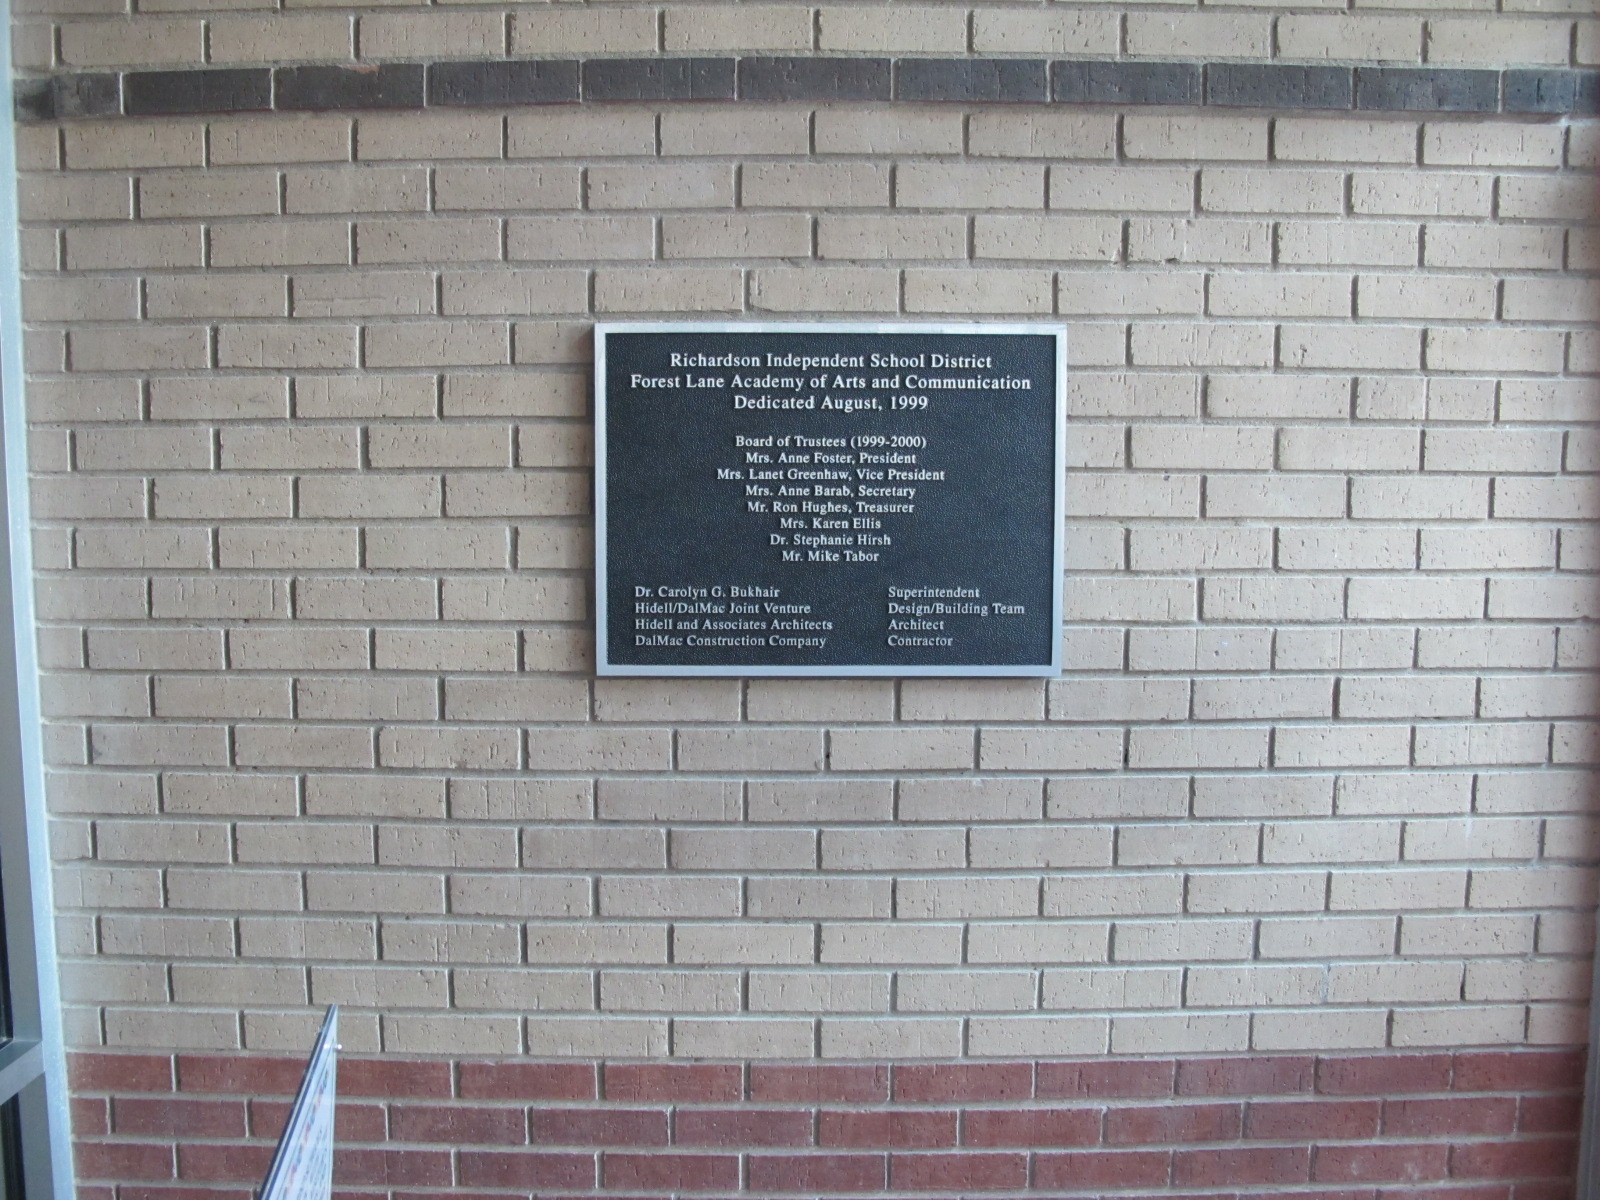 Richardson Independent School District
Forest Lane Academy of Arts and Communication
Dedicated August, 1999
Board of Trustees (1999-2000)
Mrs. Anne Foster, President
Mrs. Lanet Greenhaw, Vice President
Mrs. Anne Barab, Secretary
Mr. Ron Hughes, Treasurer
Mrs. Karen Ellis
Dr. Stephanie Hirsh
Mr. Mike Tabor
Dr. Carolyn G. Bukhair Superintendent
Hidell/DalMac Joint Venture Design/Building Team
Hidell and Associates Architects Architect
DalMac Construction Company Contractor